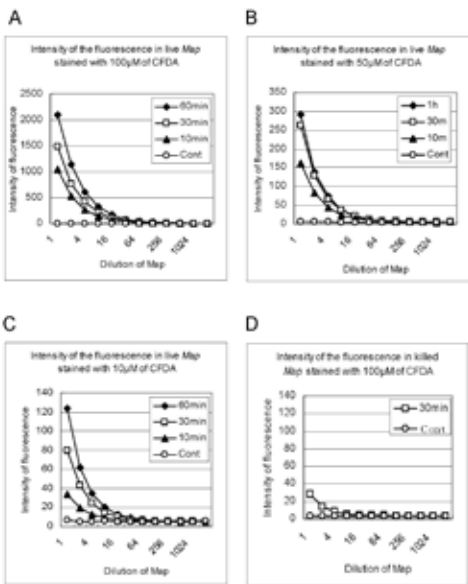 A
Intensity of the fluorescence in live Map
stained with 100μM of CFDA
Intensity of fluorescence
2500
2000
1500
1000
500
0
60min
30min
10min
Cont
1
4
16
64
256
1024
Dilution of Map
B
Intensity of the fluorescence in live Map
stained with 50μM of CFDA
Intensity of fluorescence
350
300
250
200
150
100
50
0
1h
30m
10m
Cont
1
4
16
64
256
1024
Dilution of Map
C
Intensity of the fluorescence in live Map
stained with 10μM of CFDA
Intensity of fluorescence
140
120
100
80
60
40
20
0
60min
30min
10min
Cont
1
4
16
64
256
1024
Dilution of Map
D
Intensity of the fluorescence in killed
Map stained with 100μM of CFDA
Intensity of fluorescence
140
120
100
80
60
40
20
0
30min
Cont.
1
4
16
64
256
1024
Dilution of Map